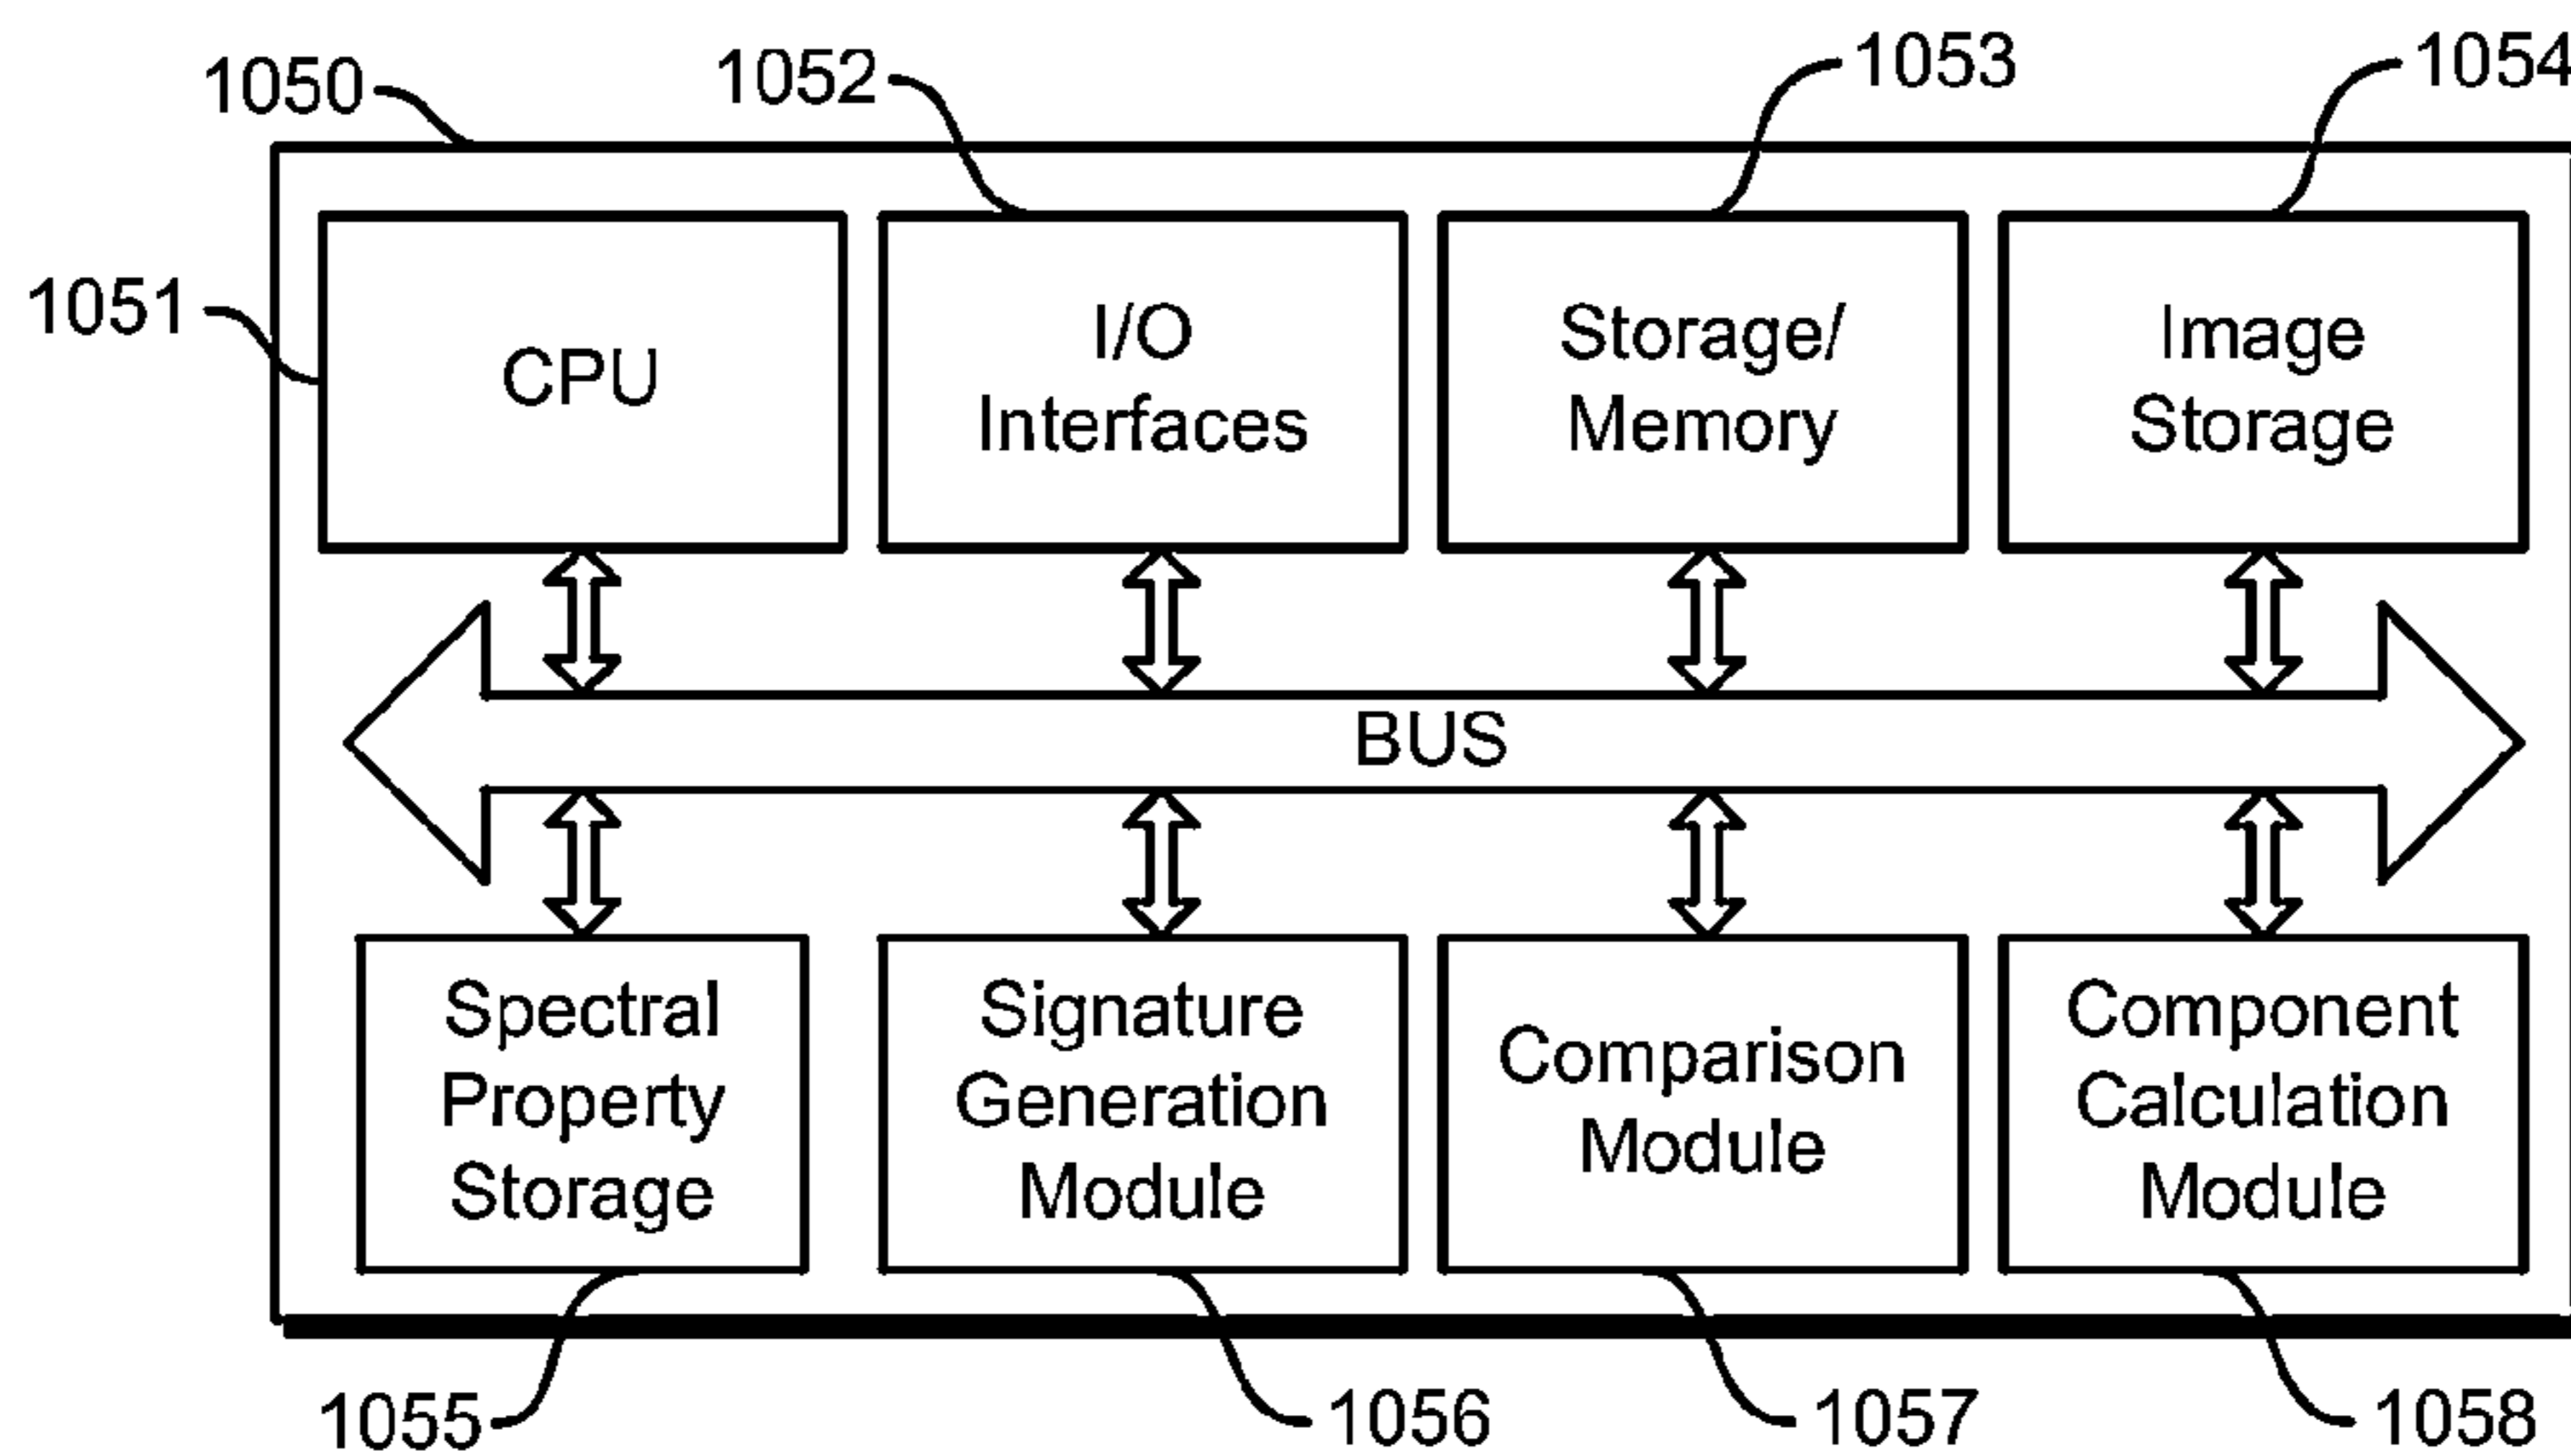 1050
1052
1053
1054
1051
CPU
I/O
Interfaces
Storage/
Memory
Image
Storage
BUS
Spectral
Property
Storage
Signature
Generation
Module
Comparison
Module
Component
Calculation
Module
1055
1056
1057
1058